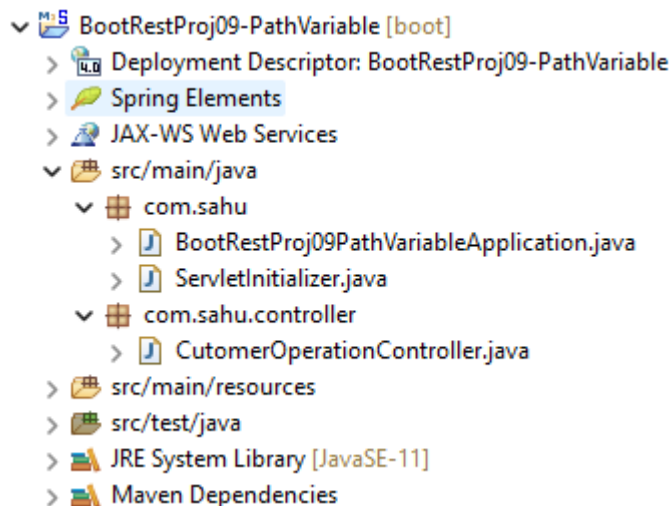 BootRestProj09-PathVariable [boot]
Deployment Descriptor: BootRestProj09-PathVariable
Spring Elements
JAX-WS Web Services
src/main/java
com.sahu
BootRestProj09PathVariableApplication.java
ServletInitializer.java
com.sahu.controller
CutomerOperationController.java
src/main/resources
src/test/java
JRE System Library [JavaSE-11]
Maven Dependencies